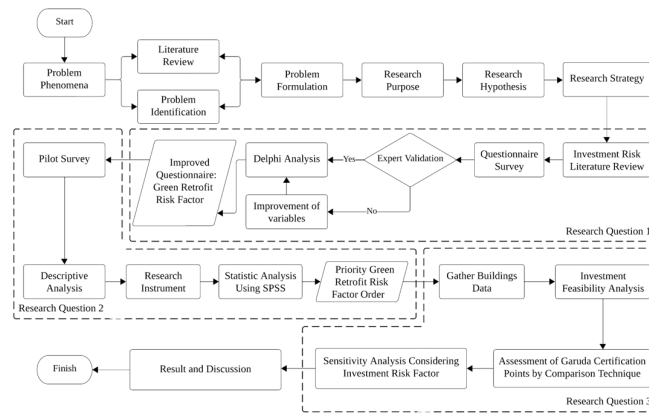 Start
Problem
Phenomena
Literature
Review
Problem
Identification
Problem
Formulation
Research
Purpose
Research
Hypothesis
Research Strategy
Investment Risk
Literature Review
Questionnaire
Survey
Expert Validation
Yes
No
Delphi Analysis
Improvement of
variables
Improved
Questionnaire:
Green Retrofit
Risk Factor
Research Question 1
Pilot Survey
Descriptive
Analysis
Research
Instrument
Statistic Analysis
Using SPSS
Priority Green
Retrofit Risk
Factor Order
Research Question 2
Gather Buildings
Data
Investment
Feasibility Analysis
Assessment of Garuda Certification
Points by Comparison Technique
Sensitivity Analysis Considering
Investment Risk Factor
Research Question 3
Result and Discussion
Finish